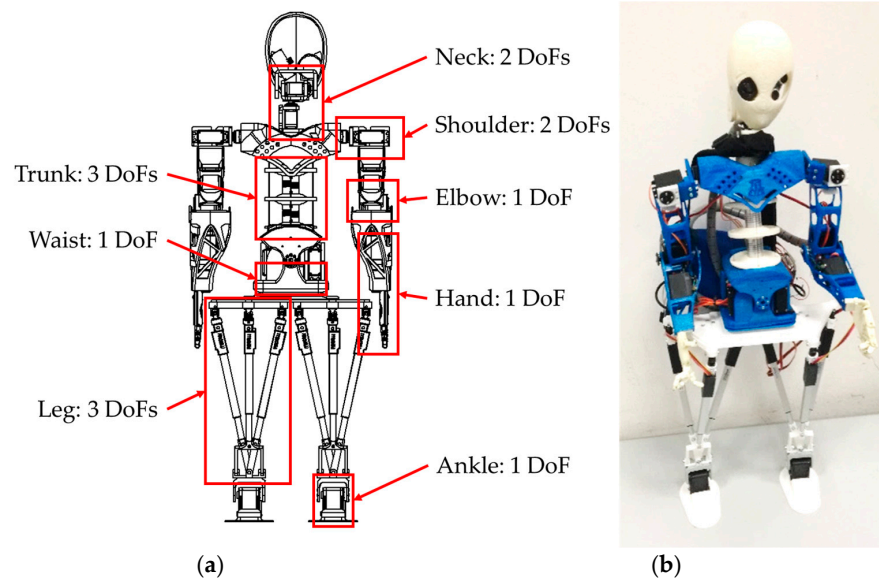 Neck: 2 DoFs
Shoulder: 2 DoFs
Trunk: 3 DoFs
Elbow: 1 DoF
Waist: 1 DoF
Hand: 1 DoF
Leg: 3 DoFs
Ankle: 1 DoF
(a)
(b)